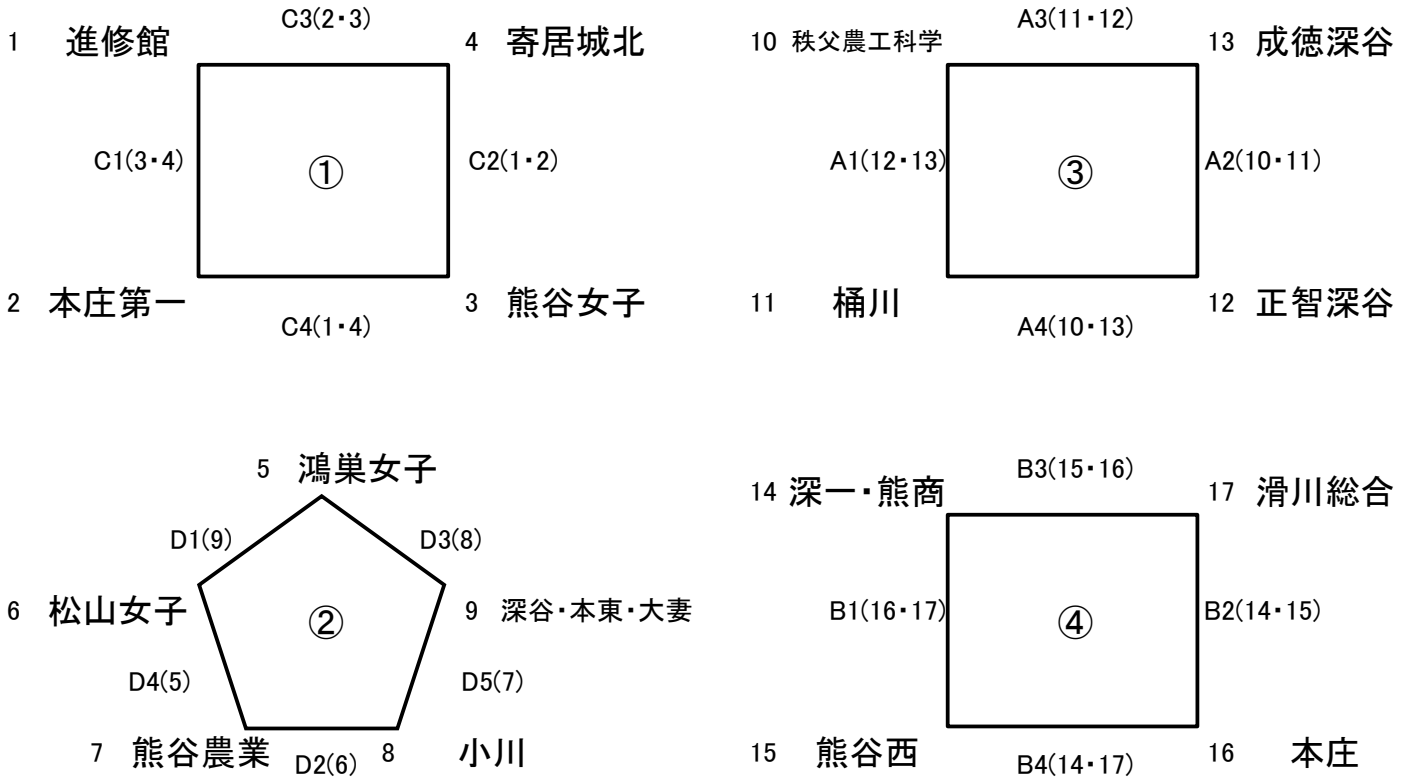 C3(2・3)
1 進修館
4 寄居城北
C1(3・4)
①
C2(1・2)
2 本庄第一
3 熊谷女子
C4(1・4)
A3(11・12)
10 秩父農工科学
13 成徳深谷
A1(12・13)
③
A2(10・11)
11 桶川
12 正智深谷
A4(10・13)
5 鴻巣女子
D1(9)
D3(8)
6 松山女子
②
9 深谷・本東・大妻
D4(5)
D5(7)
7 熊谷農業
D2(6)
8 小川
B3(15・16)
14 深一・熊商
17 滑川総合
B1(16・17)
④
B2(14・15)
15 熊谷西
16 本庄
B4(14・17)